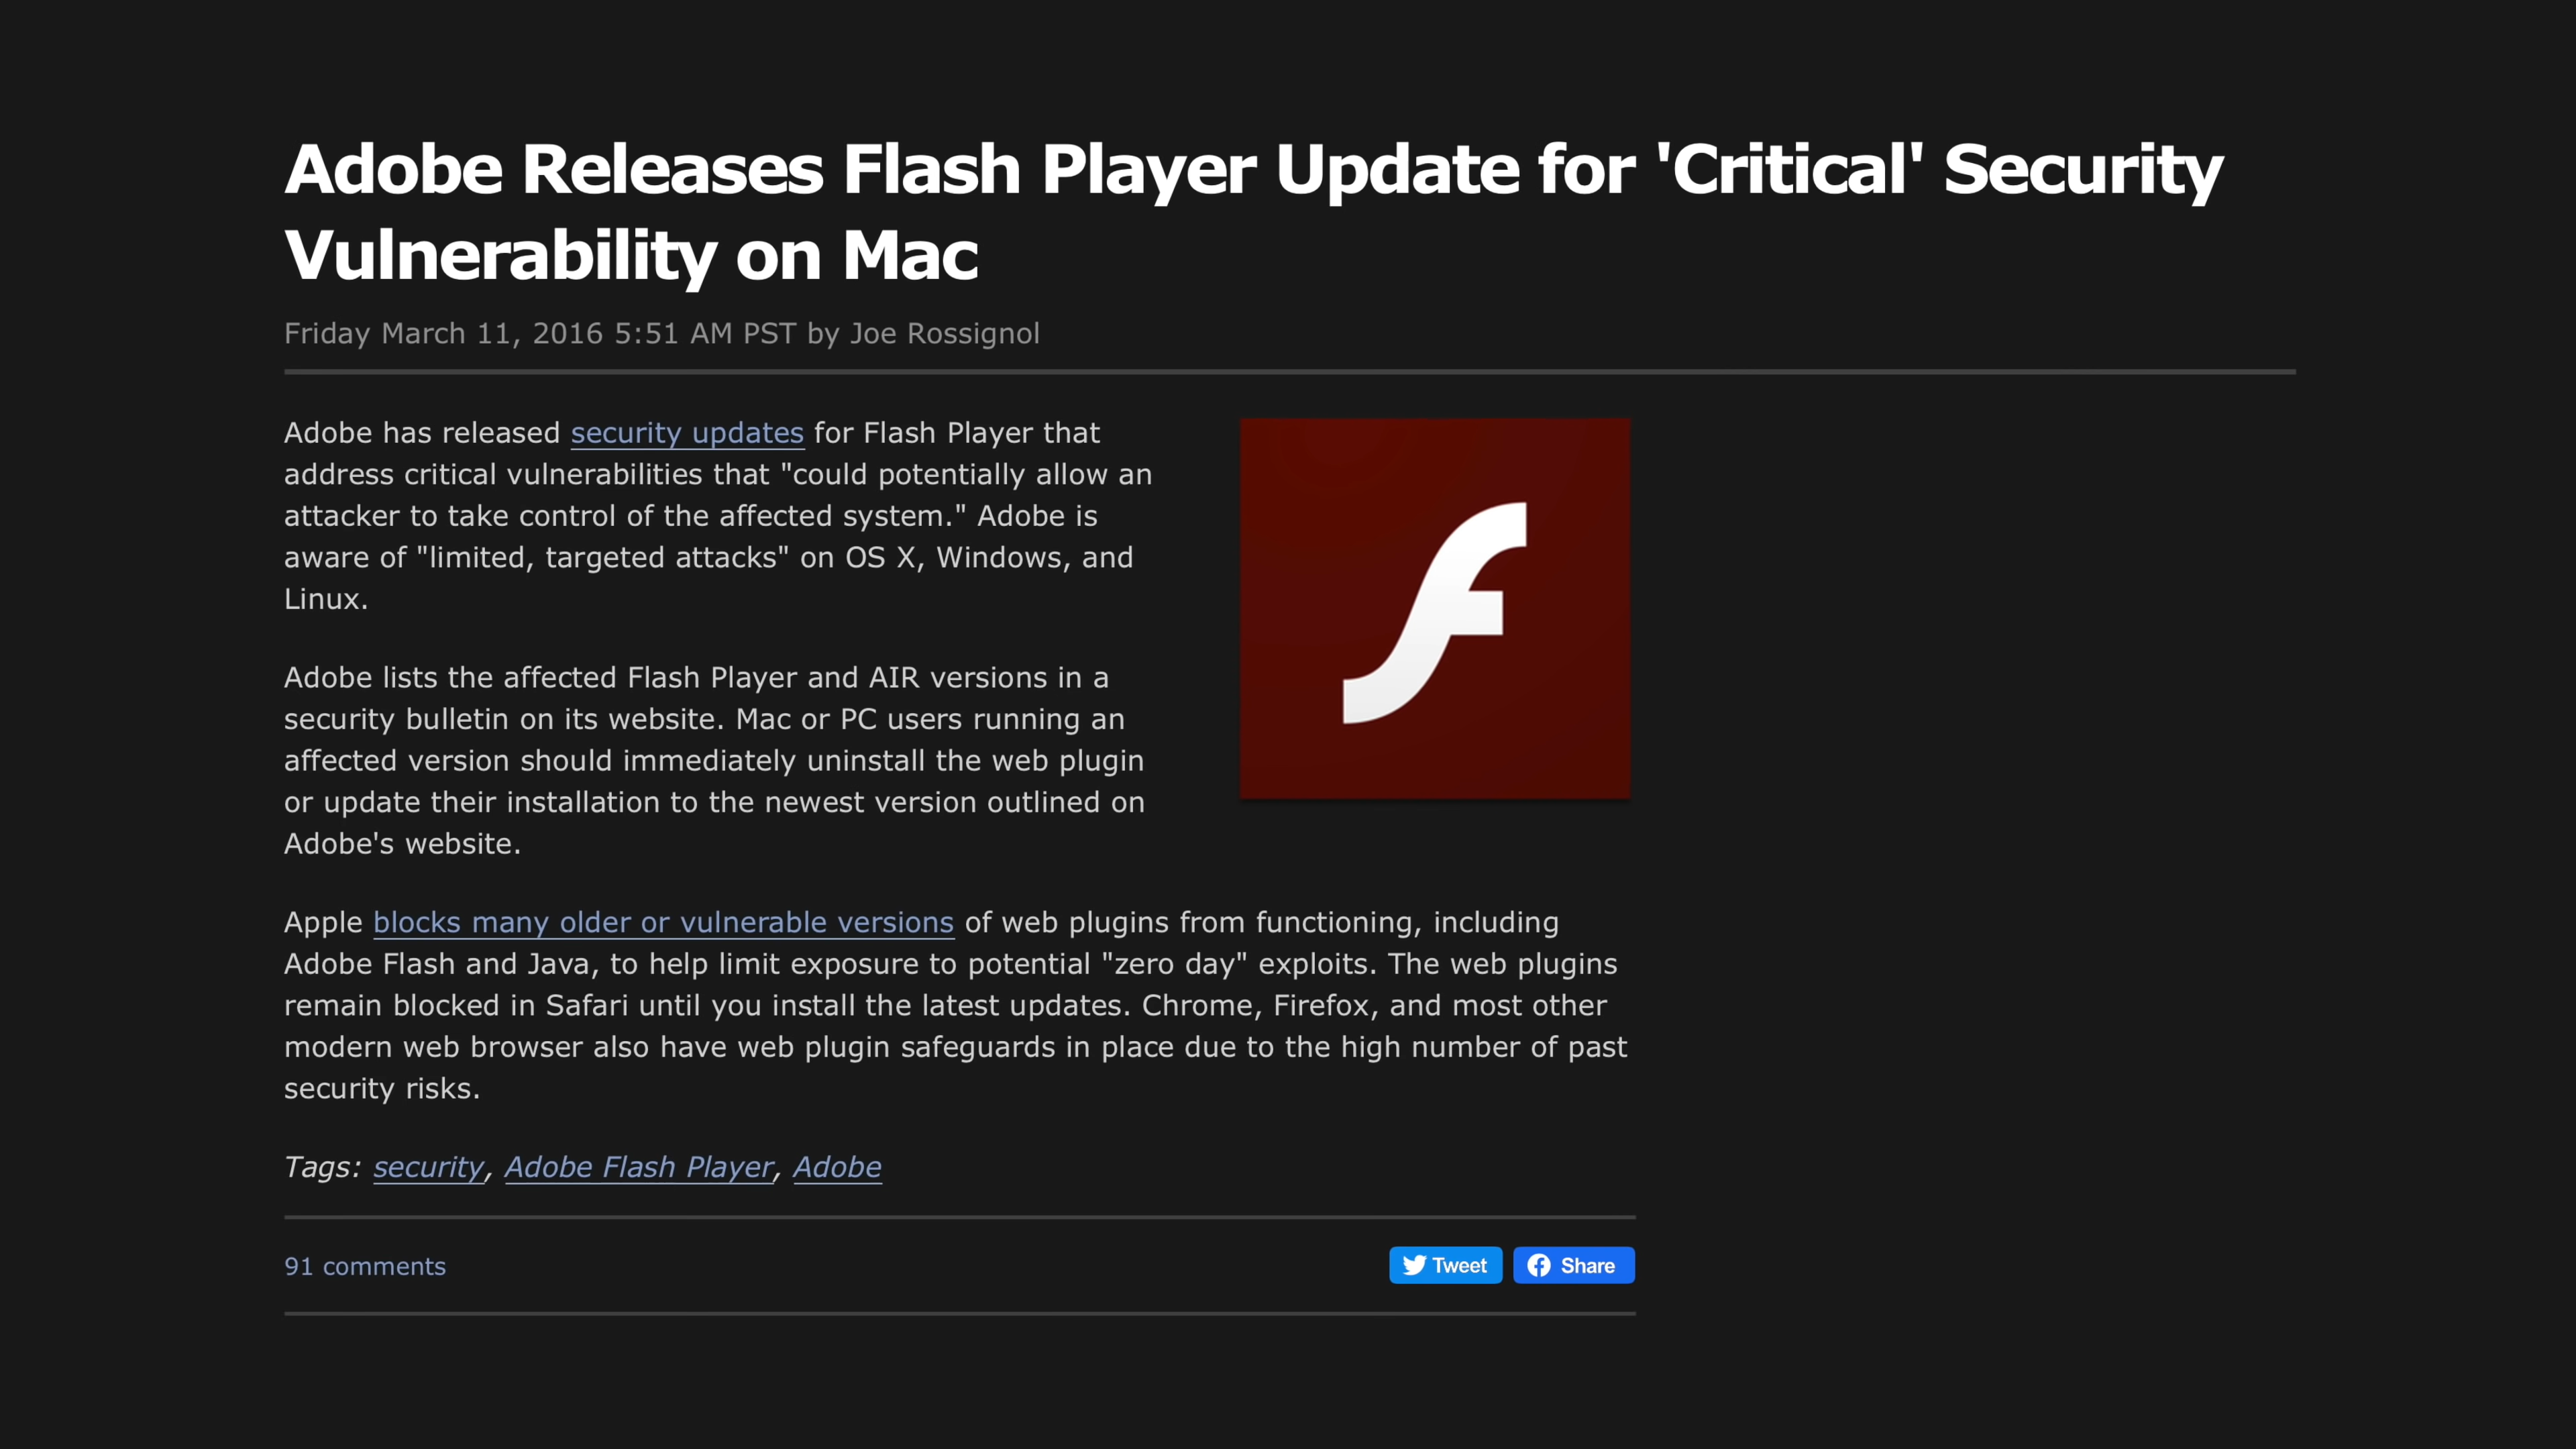 Adobe Releases Flash Player Update for 'Critical' Security
Vulnerability on Mac
Friday March 11, 2016 5:51 AM PST by Joe Rossignol
Adobe has released security updates for Flash Player that
address critical vulnerabilities that "could potentially allow an
attacker to take control of the affected system." Adobe is
aware of "limited, targeted attacks" on OS X, Windows, and
Linux.
Adobe lists the affected Flash Player and AIR versions in a
security bulletin on its website. Mac or PC users running an
affected version should immediately uninstall the web plugin
or update their installation to the newest version outlined on
Adobe's website.
Apple blocks many older or vulnerable versions of web plugins from functioning, including
Adobe Flash and Java, to help limit exposure to potential "zero day" exploits. The web plugins
remain blocked in Safari until you install the latest updates. Chrome, Firefox, and most other
modern web browser also have web plugin safeguards in place due to the high number of past
security risks.
Tags: security, Adobe Flash Player, Adobe
91 comments
Tweet
Share